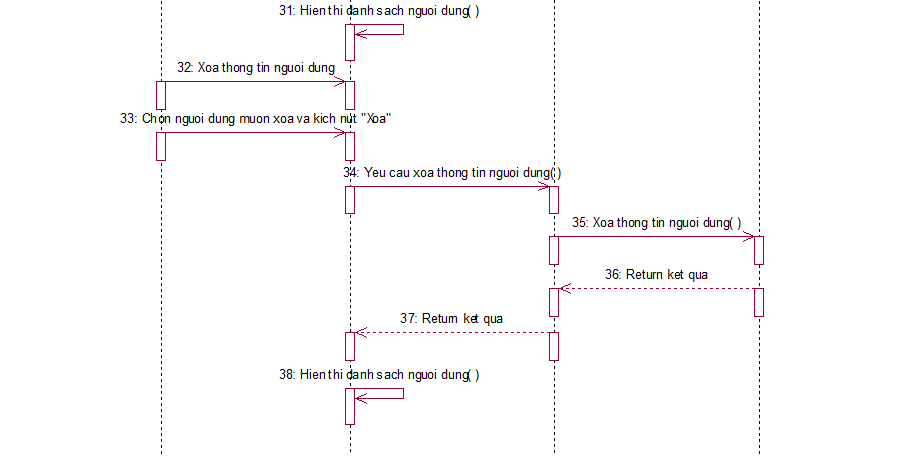 31: Hien thi danh sach nguoi dung( )
32: Xoa thong tin nguoi dung
33: Chon nguoi dung muon xoa va kich nut "Xoa"
34: Yeu cau xoa thong tin nguoi dung( )
35: Xoa thong tin nguoi dung( )
36: Return ket qua
37: Return ket qua
38: Hien thi danh sach nguoi dung( )